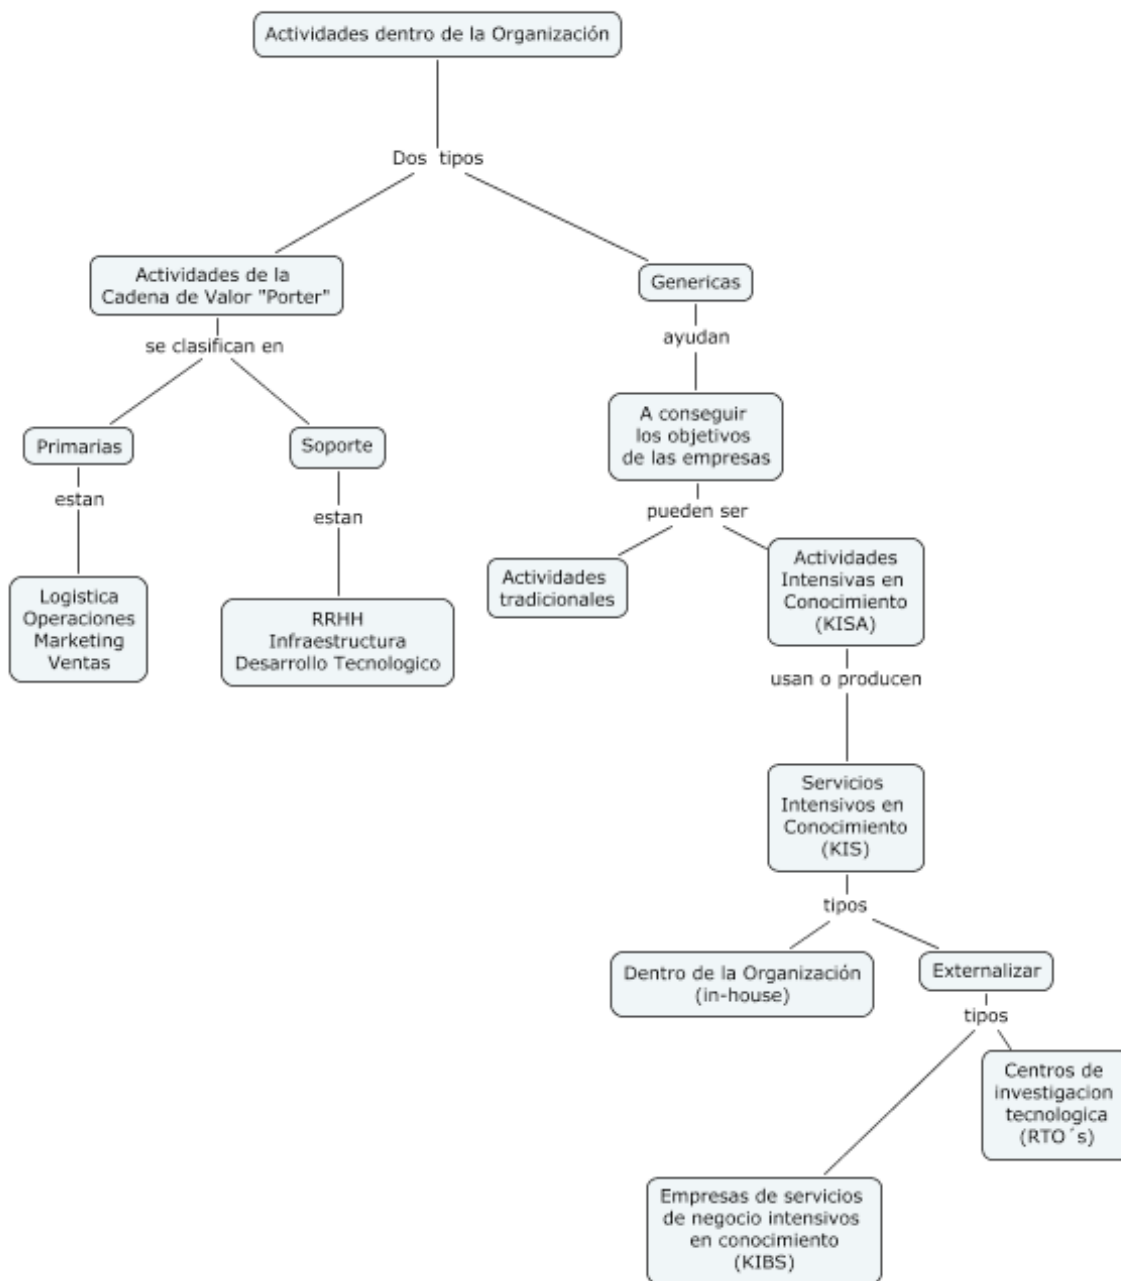 Actividades dentro de la Organización
Dos tipos
Actividades de la
Cadena de Valor "Porter"
Genericas
se clasifican en
ayudan
Primarias
Soporte
A conseguir
los objetivos
de las empresas
estan
estan
pueden ser
Logistica
Operaciones
Marketing
Ventas
RRHH
Infraestructura
Desarrollo Tecnologico
Actividades
tradicionales
Actividades
Intensivas en
Conocimiento
(KISA)
usan o producen
Servicios
Intensivos en
Conocimiento
(KIS)
tipos
Dentro de la Organización
(in-house)
Externalizar
tipos
Centros de
investigacion
tecnologica
(RTO´s)
Empresas de servicios
de negocio intensivos
en conocimiento
(KIBS)